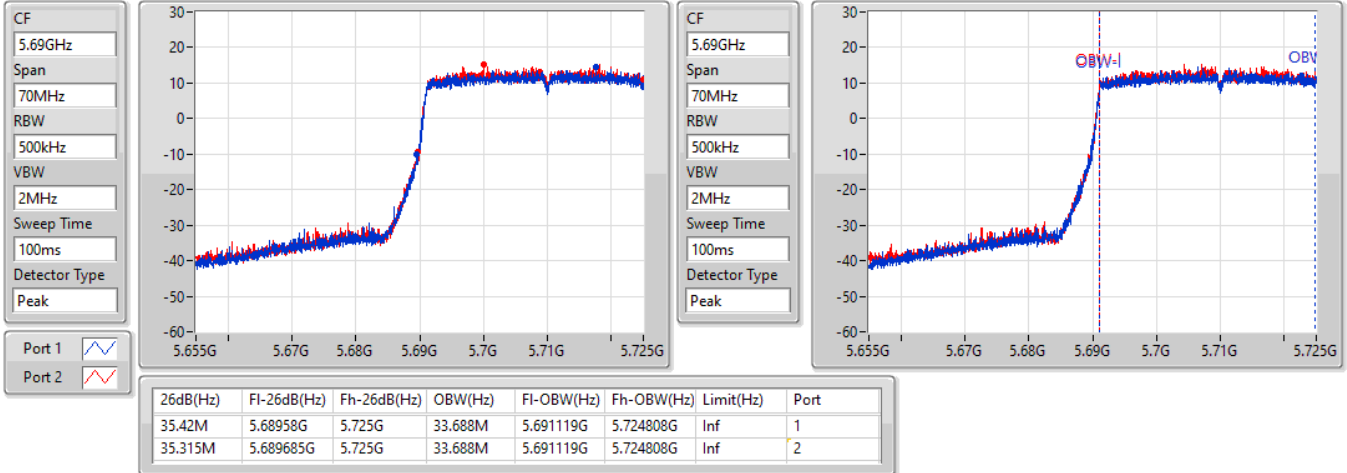 CF
5.69GHz
Span
70MHz
RBW
500kHz
VBW
2MHz
Sweep Time
100ms
Detector Type
Peak
Port 1
Port 2
30
20
10
0
-10
-20
-30
-40
-50
-60
5.655G 5.67G 5.68G 5.69G 5.7G 5.71G 5.725G
CF
5.69GHz
Span
70MHz
RBW
500kHz
VBW
2MHz
Sweep Time
100ms
Detector Type
Peak
30
20
10
0
-10
-20
-30
-40
-50
-60
OBW-l
OBV
5.655G 5.67G 5.68G 5.69G 5.7G 5.71G 5.725G
26dB(Hz) Fl-26dB(Hz) Fh-26dB(Hz) OBW(Hz) Fl-OBW(Hz) Fh-OBW(Hz) Limit(Hz) Port
35.42M 5.68958G 5.725G 33.688M 5.691119G 5.724808G Inf 1
35.315M 5.689685G 5.725G 33.688M 5.691119G 5.724808G Inf 2